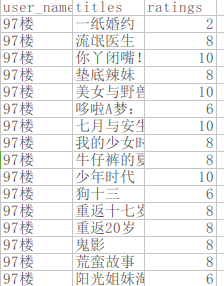 user_name titles ratings
97楼 一纸婚约 2
97楼 流氓医生 8
97楼 你丫闭嘴! 10
97楼 垫底辣妹 8
97楼 美女与野兽 10
97楼 哆啦A梦: 6
97楼 七月与安生 10
97楼 我的少女时 8
97楼 牛仔裤的夏 8
97楼 少年时代 10
97楼 狗十三 6
97楼 重返十七岁 8
97楼 重返20岁 8
97楼 鬼影 8
97楼 荒蛮故事 8
97楼 阳光姐妹淘 6